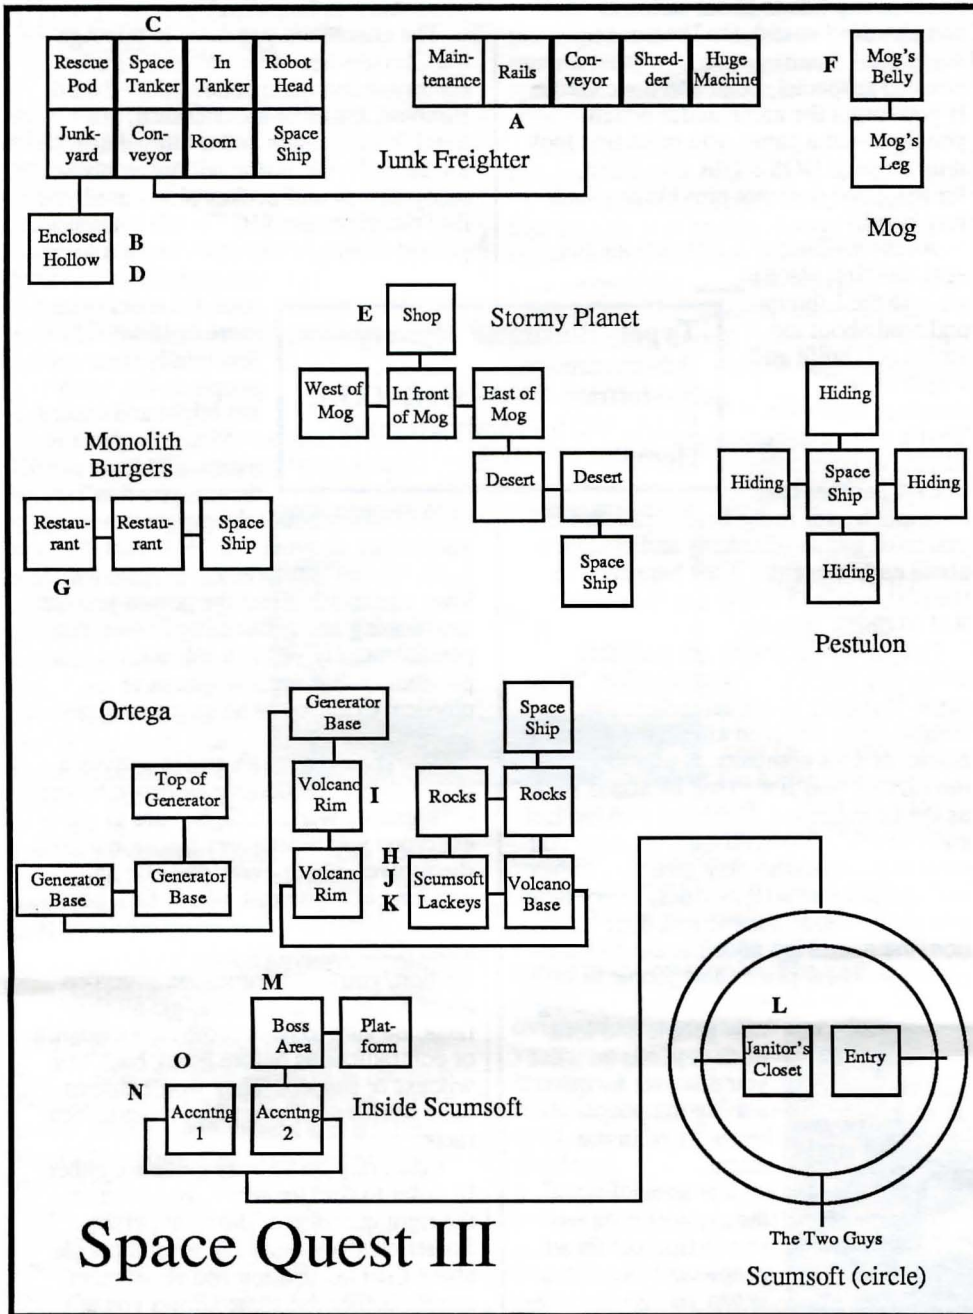 C
Rescue
Pod
Space
Tanker
In
Tanker
Robot
Head
Junk-
yard
Con-
veyor
Room
Space
Ship
Enclosed
Hollow
B
D
Main-
tenance
Rails
Con-
veyor
Shred-
der
Huge
Machine
A
Junk Freighter
F
Mog's
Belly
Mog's
Leg
Mog
E
Shop
Stormy Planet
West of
Mog
In front
of Mog
East of
Mog
Desert
Desert
Space
Ship
Monolith
Burgers
Restau-
rant
Restau-
rant
Space
Ship
G
Hiding
Hiding
Space
Ship
Hiding
Hiding
Pestulon
Ortega
Generator
Base
Top of
Generator
Volcano
Rim
I
Generator
Base
Generator
Base
Volcano
Rim
Space
Ship
Rocks
Rocks
H
J
K
Scumsoft
Lackeys
Volcano
Base
M
Boss
Area
Plat-
form
O
N
Accntng
1
Accntng
2
Inside Scumsoft
L
Janitor's
Closet
Entry
The Two Guys
Scumsoft (circle)
Space Quest III